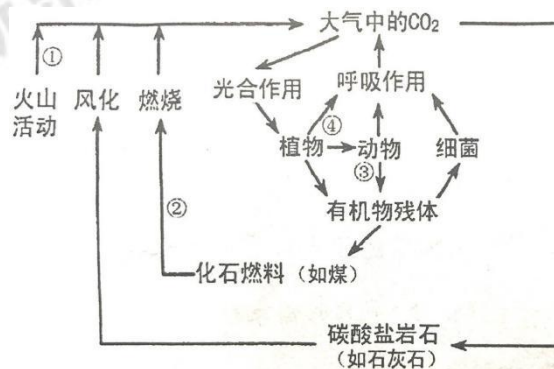 大气中的CO₂
①
火山活动
风化
燃烧
光合作用
呼吸作用
④
植物
动物
细菌
③
②
有机物残体
化石燃料（如煤）
碳酸盐岩石
（如石灰石）